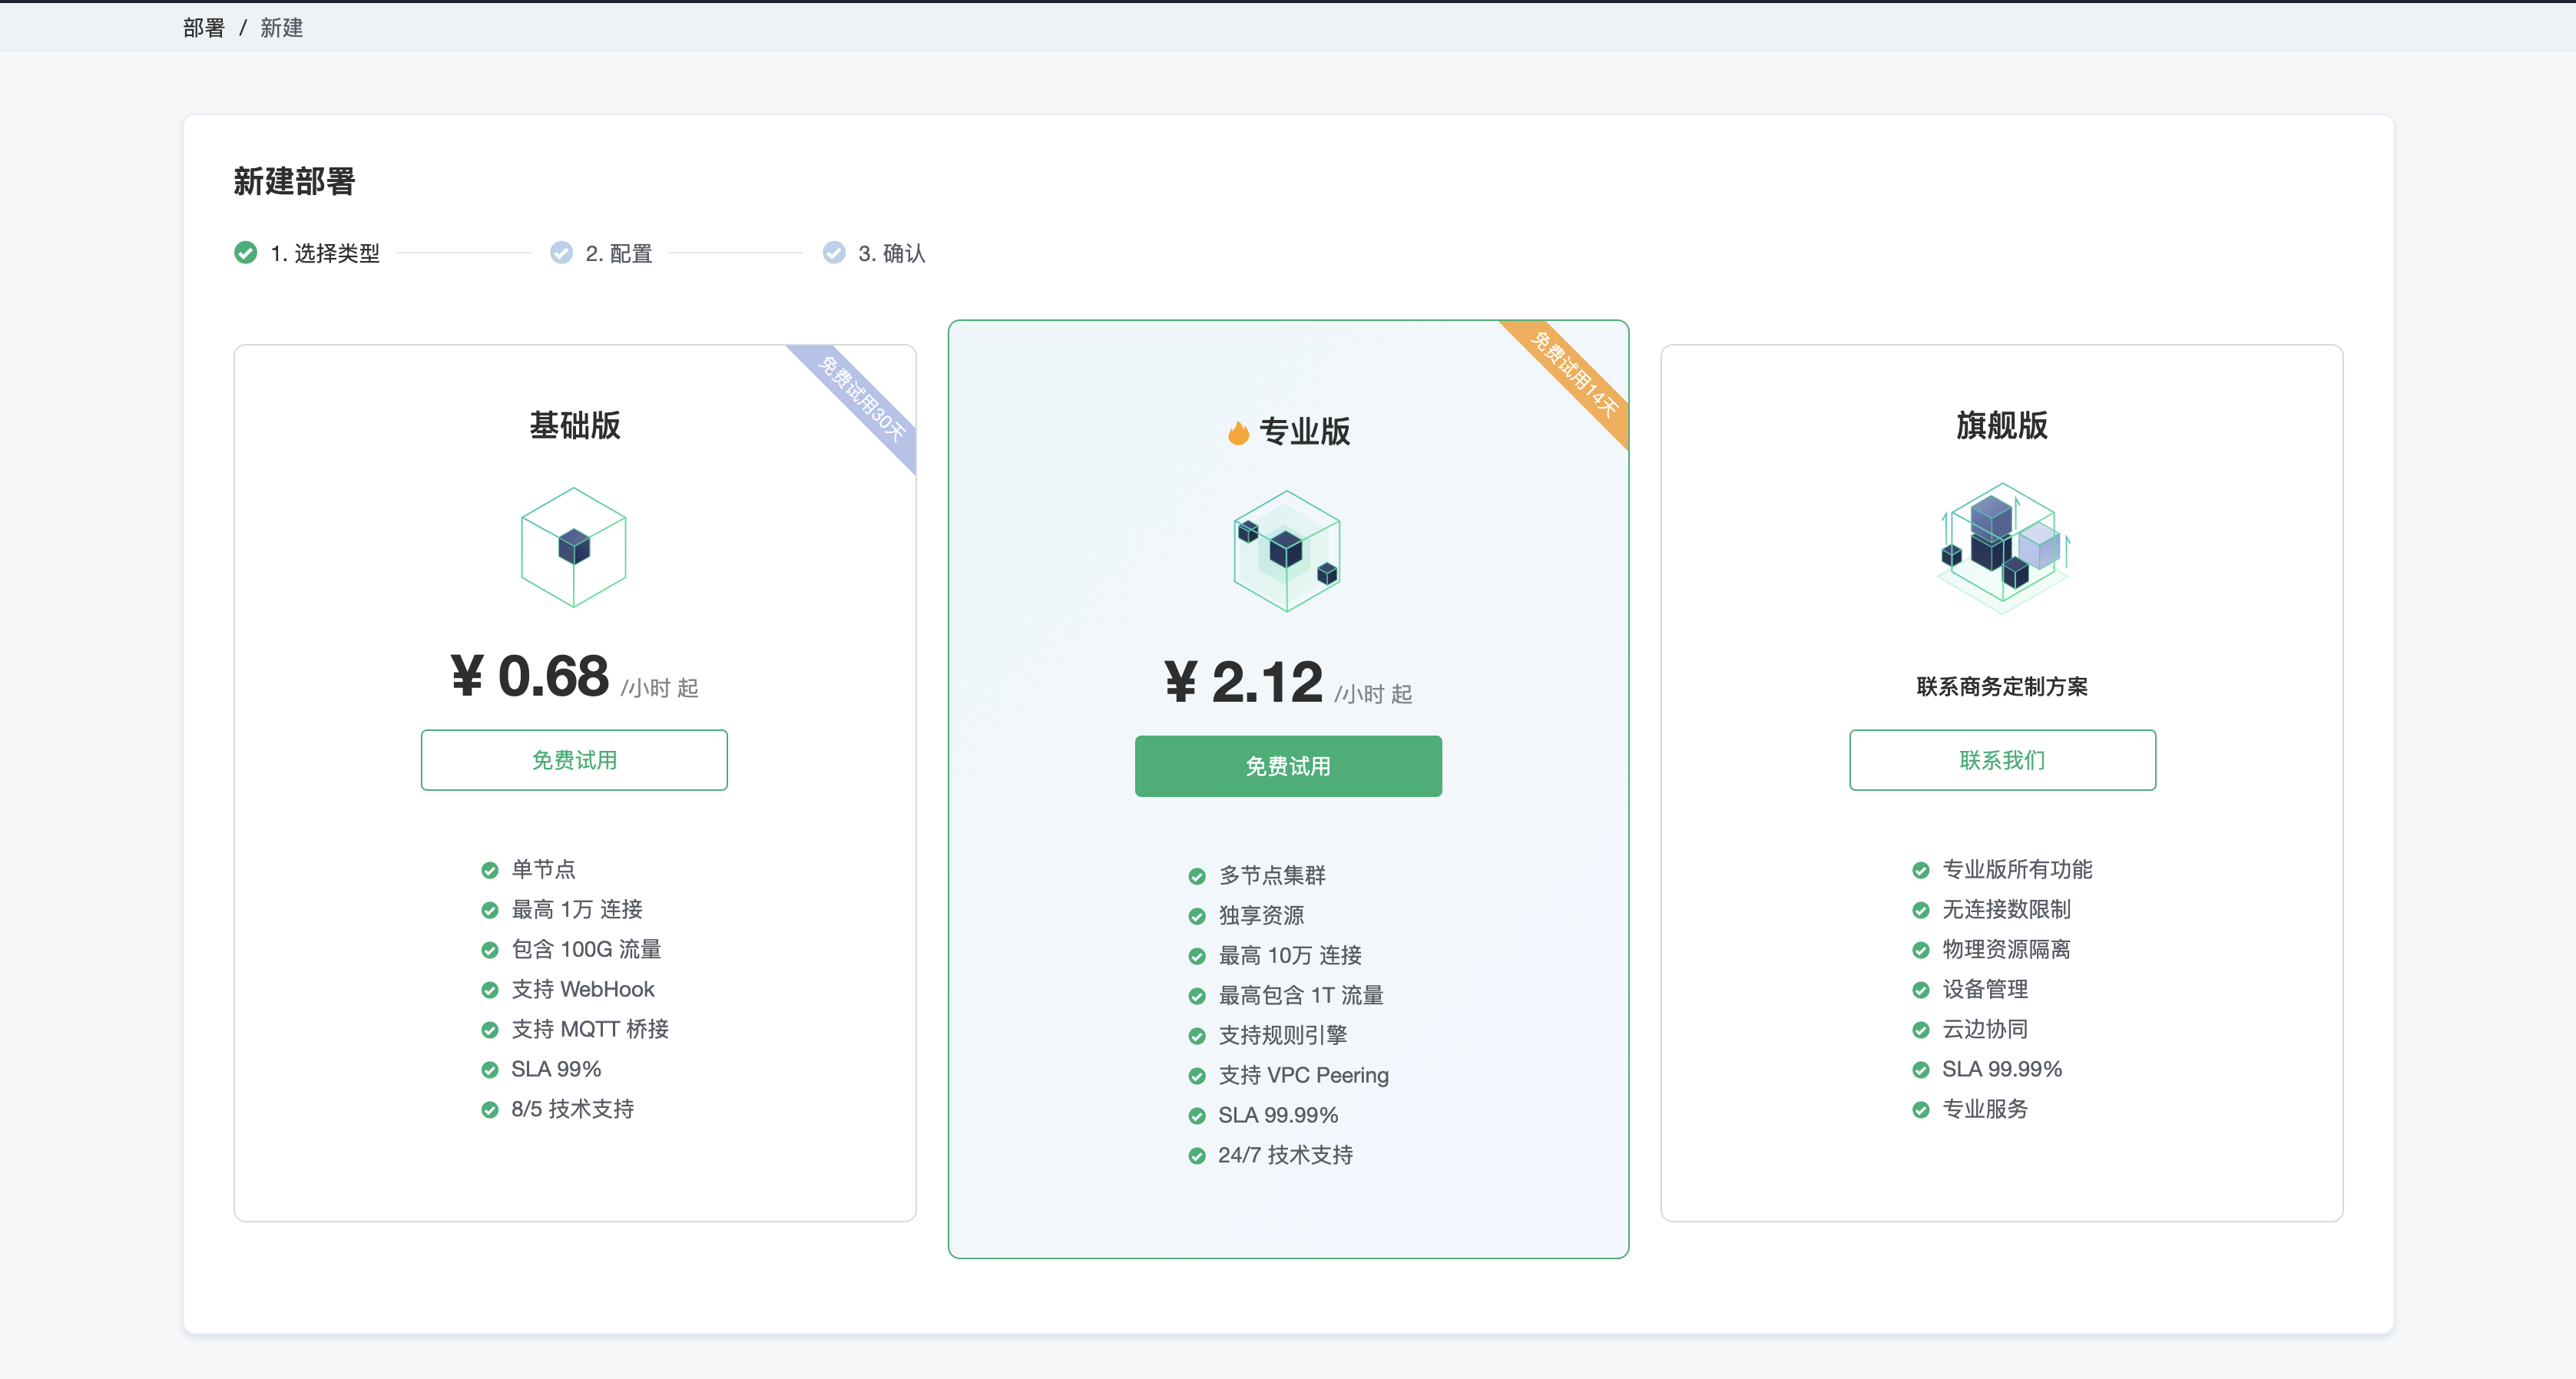 部署 / 新建
新建部署
1. 选择类型
2. 配置
3. 确认
免费试用30天
基础版
¥ 0.68 /小时 起
免费试用
单节点
最高 1万 连接
包含 100G 流量
支持 WebHook
支持 MQTT 桥接
SLA 99%
8/5 技术支持
免费试用14天
专业版
¥ 2.12 /小时 起
免费试用
多节点集群
独享资源
最高 10万 连接
最高包含 1T 流量
支持规则引擎
支持 VPC Peering
SLA 99.99%
24/7 技术支持
旗舰版
联系商务定制方案
联系我们
专业版所有功能
无连接数限制
物理资源隔离
设备管理
云边协同
SLA 99.99%
专业服务